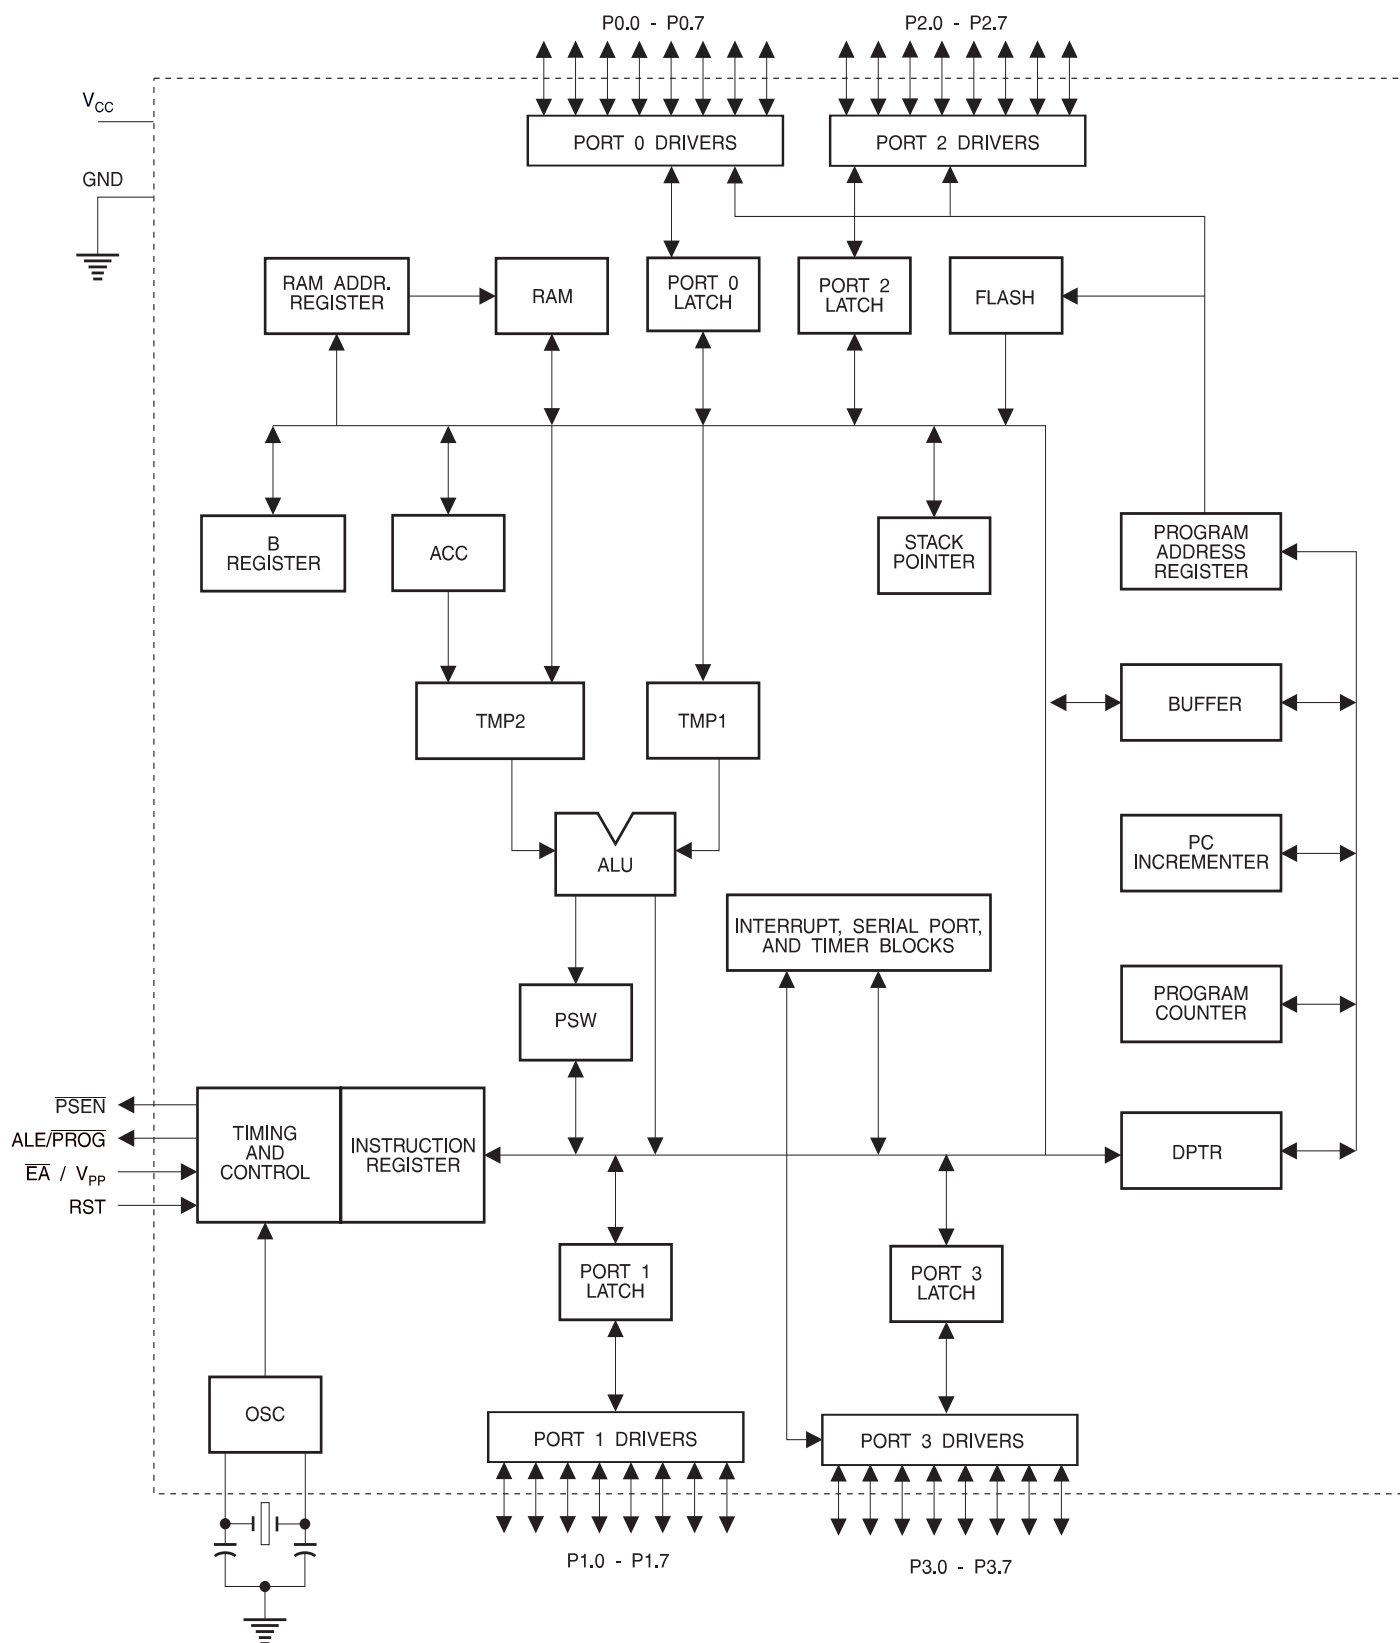 P0.0 - P0.7
P2.0 - P2.7
VCC
PORT 0 DRIVERS
PORT 2 DRIVERS
GND
RAM ADDR.
REGISTER
RAM
PORT 0
LATCH
PORT 2
LATCH
FLASH
B
REGISTER
ACC
STACK
POINTER
PROGRAM
ADDRESS
REGISTER
TMP2
TMP1
BUFFER
ALU
PC
INCREMENTER
INTERRUPT, SERIAL PORT,
AND TIMER BLOCKS
PSW
PROGRAM
COUNTER
PSEN
ALE/PROG
EA / VPP
RST
TIMING
AND
CONTROL
INSTRUCTION
REGISTER
DPTR
PORT 1
LATCH
PORT 3
LATCH
OSC
PORT 1 DRIVERS
PORT 3 DRIVERS
P1.0 - P1.7
P3.0 - P3.7